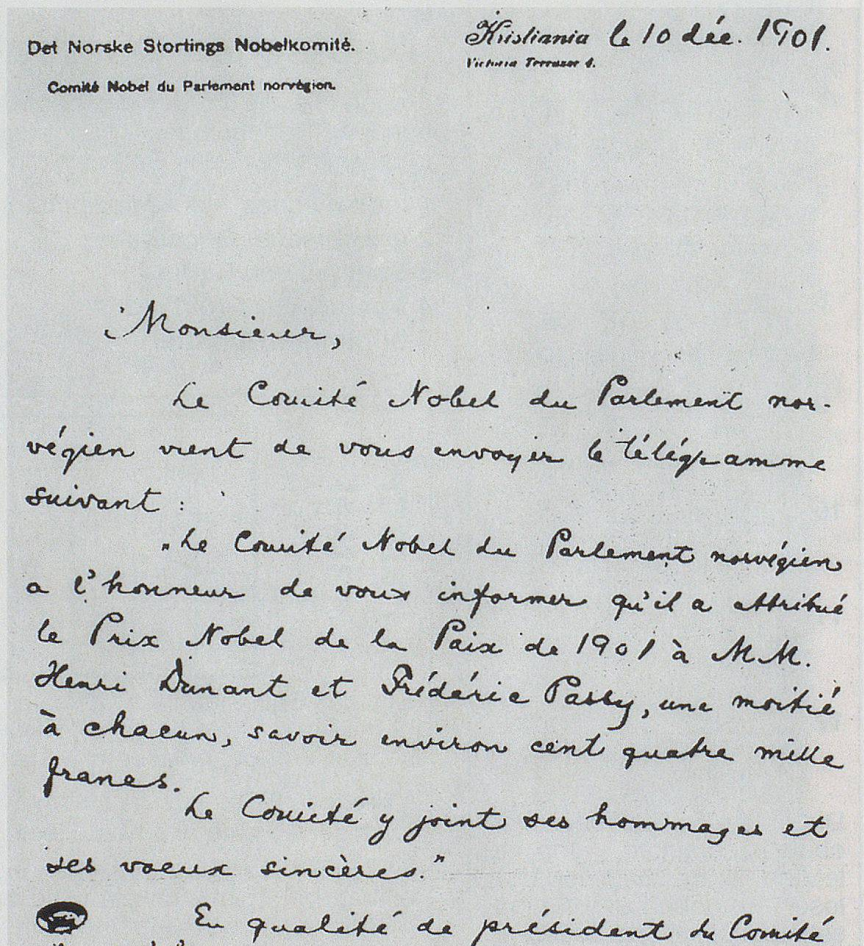 Det Norske Stortings Nobelkomité.
Comité Nobel du Parlement norvégien.
Kristiania le 10 déc. 1901.
Victoria Terrasse 4.
Monsieur,
Le Comité Nobel du Parlement nor-
végien vient de vous envoyer le télégramme
suivant :
„Le Comité Nobel du Parlement norvégien
a l'honneur de vous informer qu'il a attribué
le Prix Nobel de la Paix de 1901 à MM.
Henri Dunant et Frédéric Passy, une moitié
à chacun, savoir environ cent quatre mille
francs.
Le Comité y joint ses hommages et
ses voeux sincères."
En qualité de président du Comité